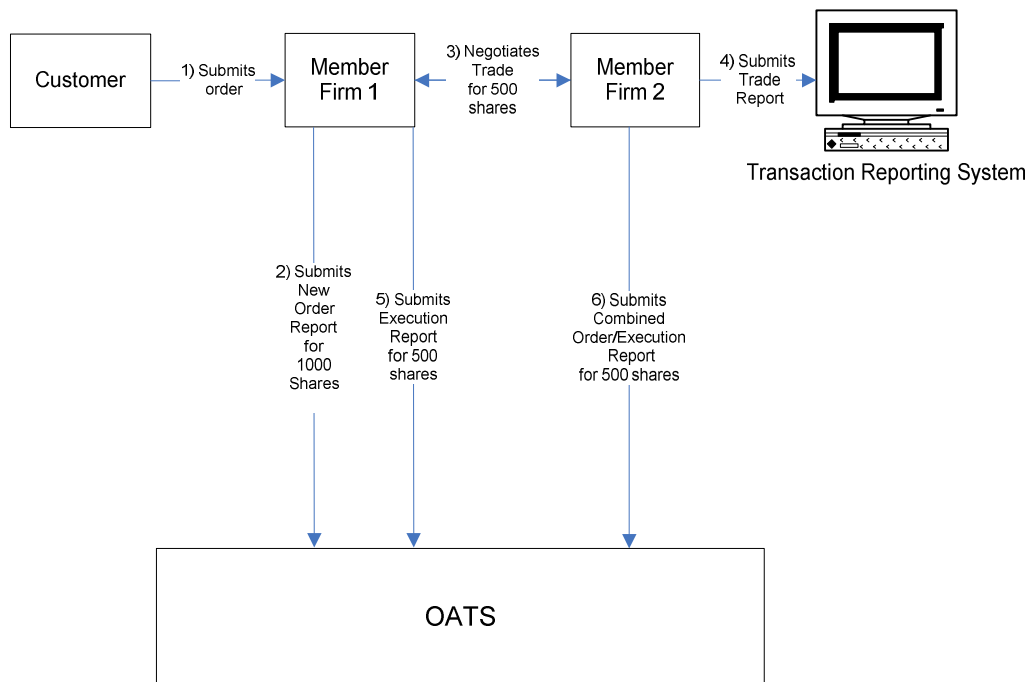 Customer
1) Submits
order
Member
Firm 1
3) Negotiates
Trade
for 500
shares
Member
Firm 2
4) Submits
Trade
Report
Transaction Reporting System
2) Submits
New
Order
Report
for
1000
Shares
5) Submits
Execution
Report
for 500
shares
6) Submits
Combined
Order/Execution
Report
for 500 shares
OATS